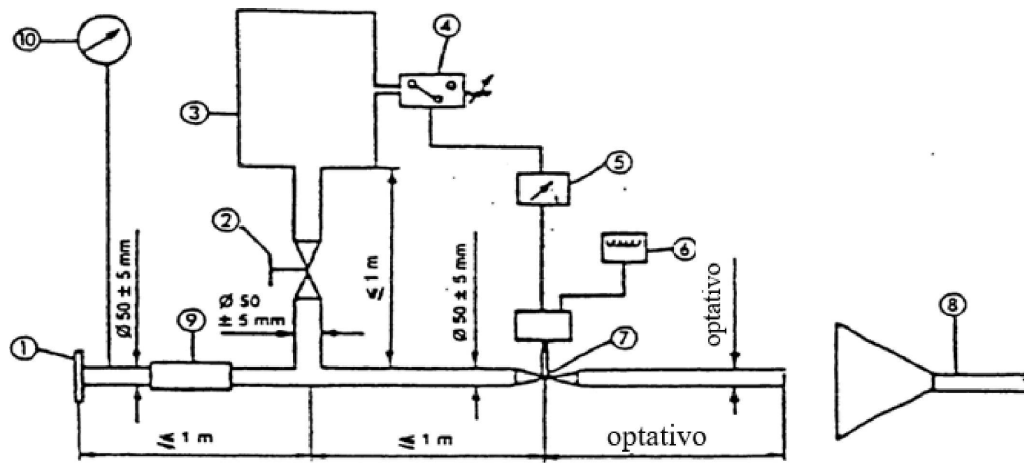 10
4
3
5
2
6
Ø 50 ± 5 mm
Ø 50
± 5 mm
≤ 1 m
Ø 50 ± 5 mm
optativo
9
7
8
1
≤ 1 m
≤ 1 m
optativo